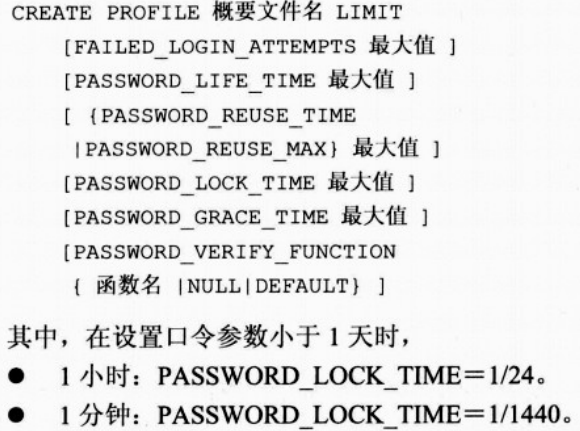 CREATE PROFILE 概要文件名 LIMIT
[FAILED_LOGIN_ATTEMPTS 最大值 ]
[PASSWORD_LIFE_TIME 最大值 ]
[ {PASSWORD_REUSE_TIME
|PASSWORD_REUSE_MAX} 最大值 ]
[PASSWORD_LOCK_TIME 最大值 ]
[PASSWORD_GRACE_TIME 最大值 ]
[PASSWORD_VERIFY_FUNCTION
{ 函数名 |NULL|DEFAULT} ]
其中，在设置口令参数小于 1 天时，
● 1 小时：PASSWORD_LOCK_TIME＝1/24。
● 1 分钟：PASSWORD_LOCK_TIME＝1/1440。